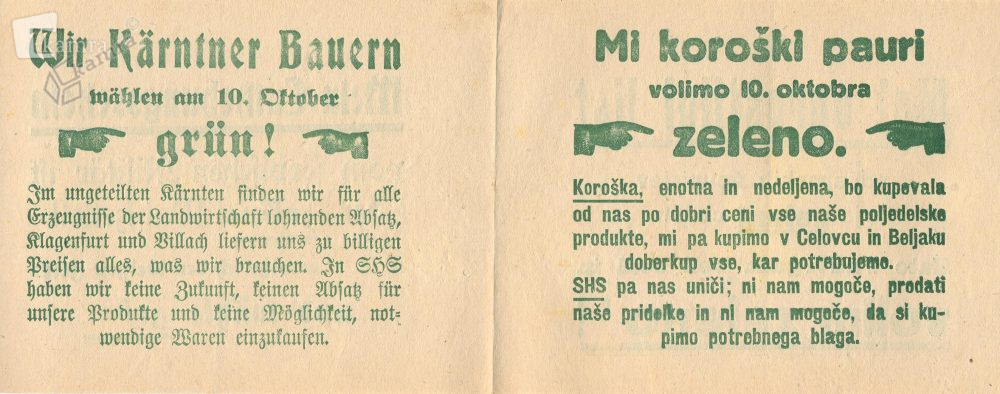 Wir Kärntner Bauern
wählen am 10. Oktober
grün!
Im ungeteilten Kärnten finden wir für alle
Erzeugnisse der Landwirtschaft lohnenden Absatz,
Klagenfurt und Villach liefern uns zu billigen
Preisen alles, was wir brauchen. In SHS
haben wir keine Zukunft, keinen Absatz für
unsere Produkte und keine Möglichkeit, not-
wendige Waren einzukaufen.
Mi koroški pauri
volimo 10. oktobra
zeleno.
Koroška, enotna in nedeljena, bo kupevala
od nas po dobri ceni vse naše poljedelske
produkte, mi pa kupimo v Celovcu in Beljaku
doberkup vse, kar potrebujemo.
SHS pa nas uniči; ni nam mogoče, prodati
naše pridelke in ni nam mogoče, da si ku-
pimo potrebnega blaga.
kamra
kamra